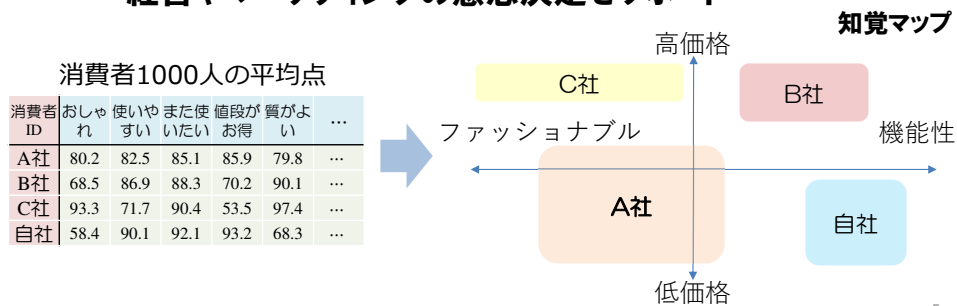 知覚マップ
消費者1000人の平均点
消費者ID おしゃれ 使いやすい また使いたい 値段がお得 質がよい …
A社 80.2 82.5 85.1 85.9 79.8 …
B社 68.5 86.9 88.3 70.2 90.1 …
C社 93.3 71.7 90.4 53.5 97.4 …
自社 58.4 90.1 92.1 93.2 68.3 …
高価格
C社
B社
ファッショナブル
機能性
A社
自社
低価格